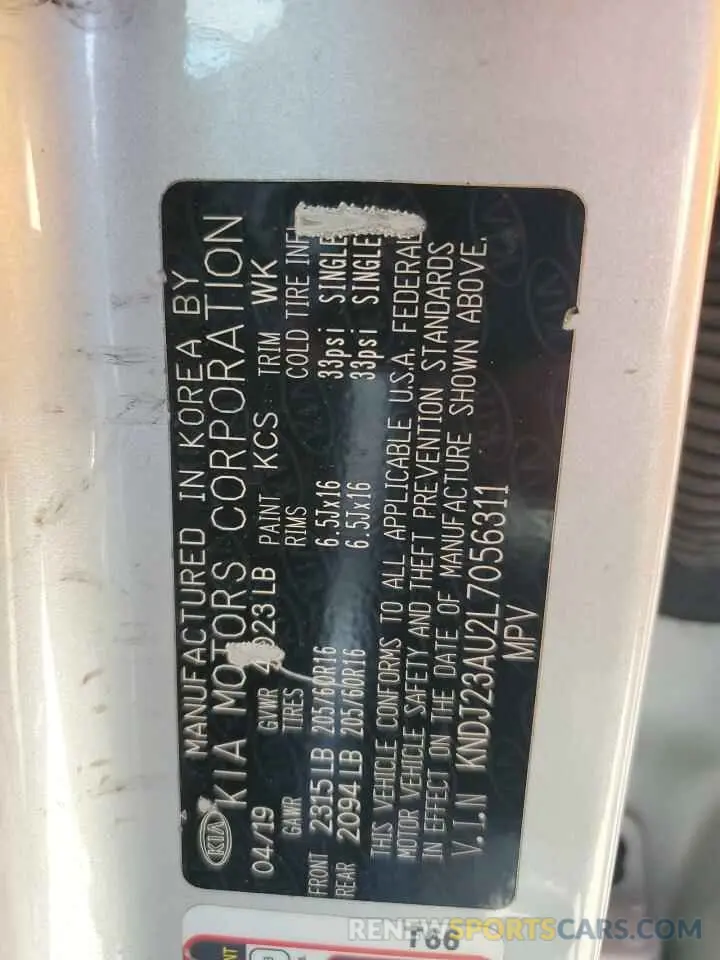 MANUFACTURED IN KOREA BY
KIA KIA MOTORS CORPORATION
04/19 GVWR 23LB PAINT KCS TRIM WK
GAWR TIRES RIMS COLD TIRE INF
FRONT 2315LB 205/60R16 6.5Jx16 33psi SINGLE
REAR 2094LB 205/60R16 6.5Jx16 33psi SINGLE
THIS VEHICLE CONFORMS TO ALL APPLICABLE U.S.A. FEDERAL
MOTOR VEHICLE SAFETY AND THEFT PREVENTION STANDARDS
IN EFFECT ON THE DATE OF MANUFACTURE SHOWN ABOVE.
V.I.N KNDJ23AU2L7056311
MPV
T66
RENEWSPORTSCARS.COM